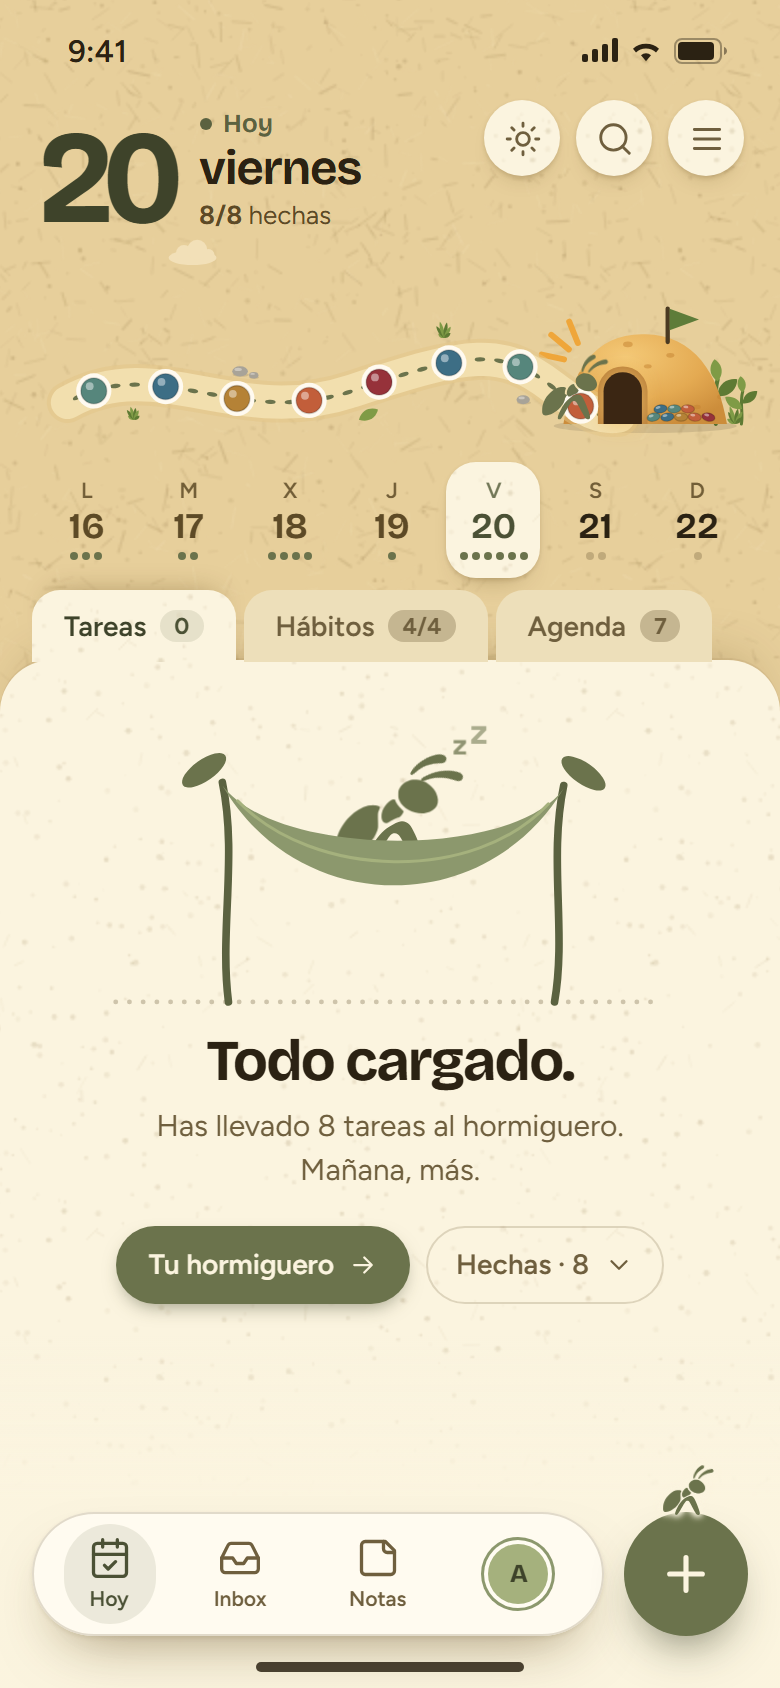 9:41
20
Hoy
viernes
8/8 hechas
L M X J V S D
16 17 18 19 20 21 22
Tareas 0
Hábitos 4/4
Agenda 7
z z
Todo cargado.
Has llevado 8 tareas al hormiguero.
Mañana, más.
Tu hormiguero →
Hechas · 8
Hoy
Inbox
Notas
A